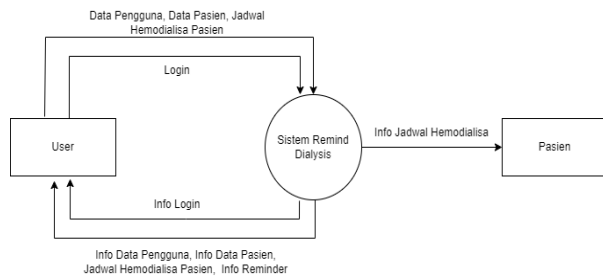 Data Pengguna, Data Pasien, Jadwal
Hemodialisa Pasien
Login
User
Sistem Remind
Dialysis
Info Jadwal Hemodialisa
Pasien
Info Login
Info Data Pengguna, Info Data Pasien,
Jadwal Hemodialisa Pasien, Info Reminder